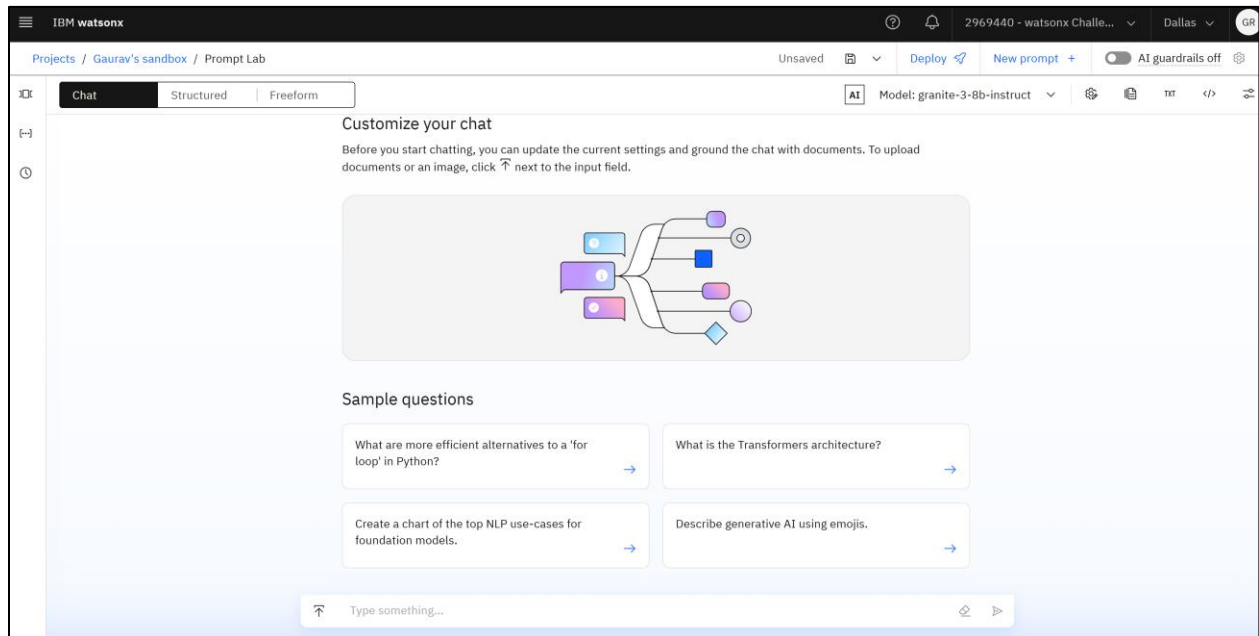 IBM watsonx
2969440 - watsonx Challe...
Dallas
GR
Projects / Gaurav's sandbox / Prompt Lab
Unsaved
Deploy
New prompt +
AI guardrails off
Chat
Structured
Freeform
AI
Model: granite-3-8b-instruct
TXT
</>
Customize your chat
Before you start chatting, you can update the current settings and ground the chat with documents. To upload
documents or an image, click next to the input field.
Sample questions
What are more efficient alternatives to a 'for
loop' in Python?
What is the Transformers architecture?
Create a chart of the top NLP use-cases for
foundation models.
Describe generative AI using emojis.
Type something...